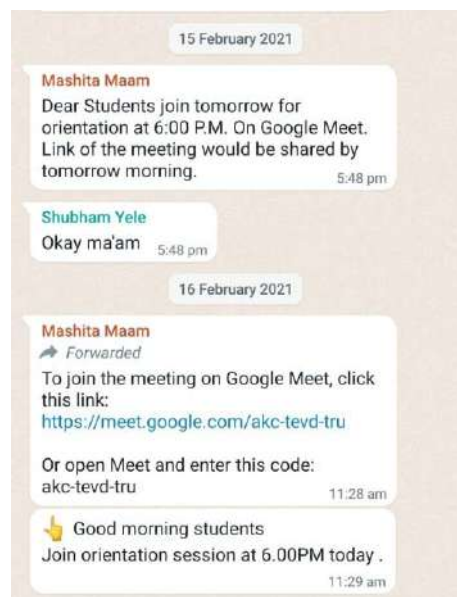 15 February 2021
Mashita Maam
Dear Students join tomorrow for
orientation at 6:00 P.M. On Google Meet.
Link of the meeting would be shared by
tomorrow morning.
5:48 pm
Shubham Yele
Okay ma'am 5:48 pm
16 February 2021
Mashita Maam
Forwarded
To join the meeting on Google Meet, click
this link:
https://meet.google.com/akc-tevd-tru
Or open Meet and enter this code:
akc-tevd-tru
11:28 am
👆 Good morning students
Join orientation session at 6.00PM today .
11:29 am